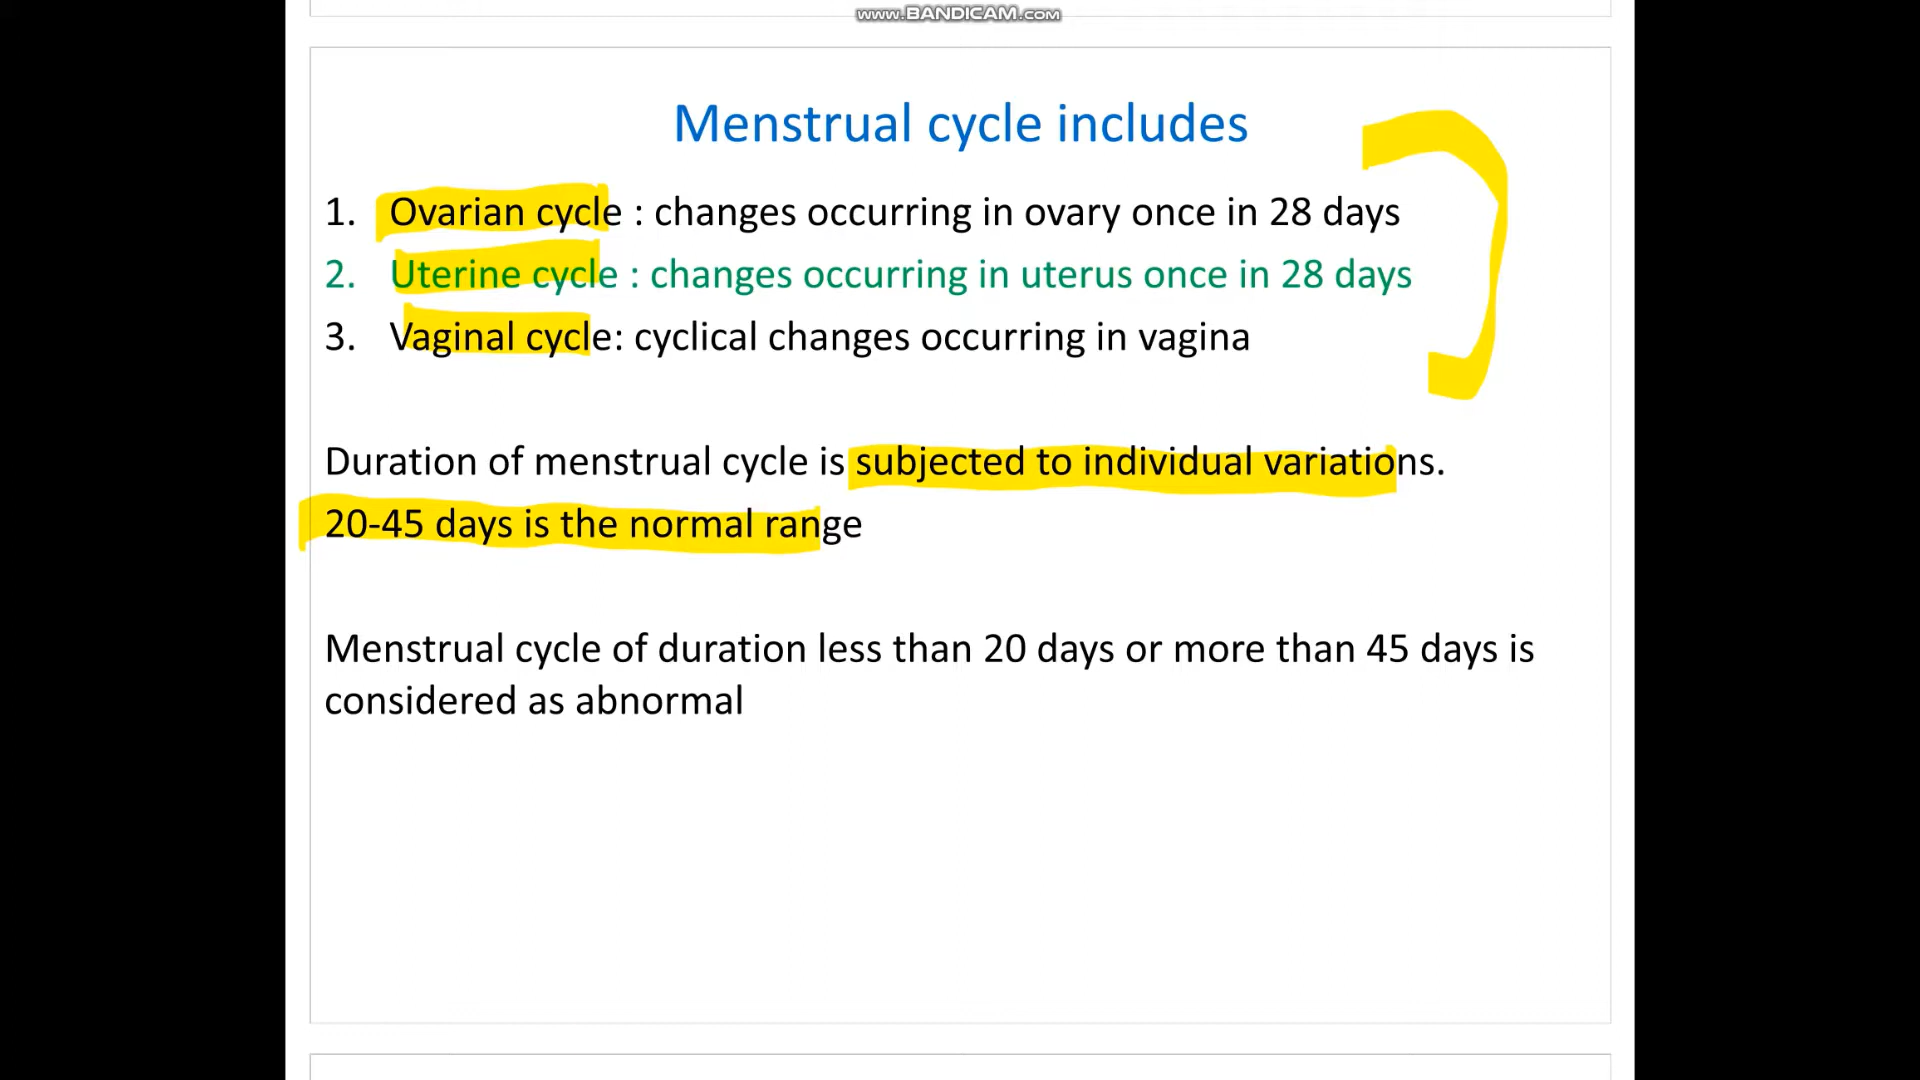 www.BANDICAM.com
Menstrual cycle includes
1. Ovarian cycle : changes occurring in ovary once in 28 days
2. Uterine cycle : changes occurring in uterus once in 28 days
3. Vaginal cycle: cyclical changes occurring in vagina
Duration of menstrual cycle is subjected to individual variations.
20-45 days is the normal range
Menstrual cycle of duration less than 20 days or more than 45 days is
considered as abnormal